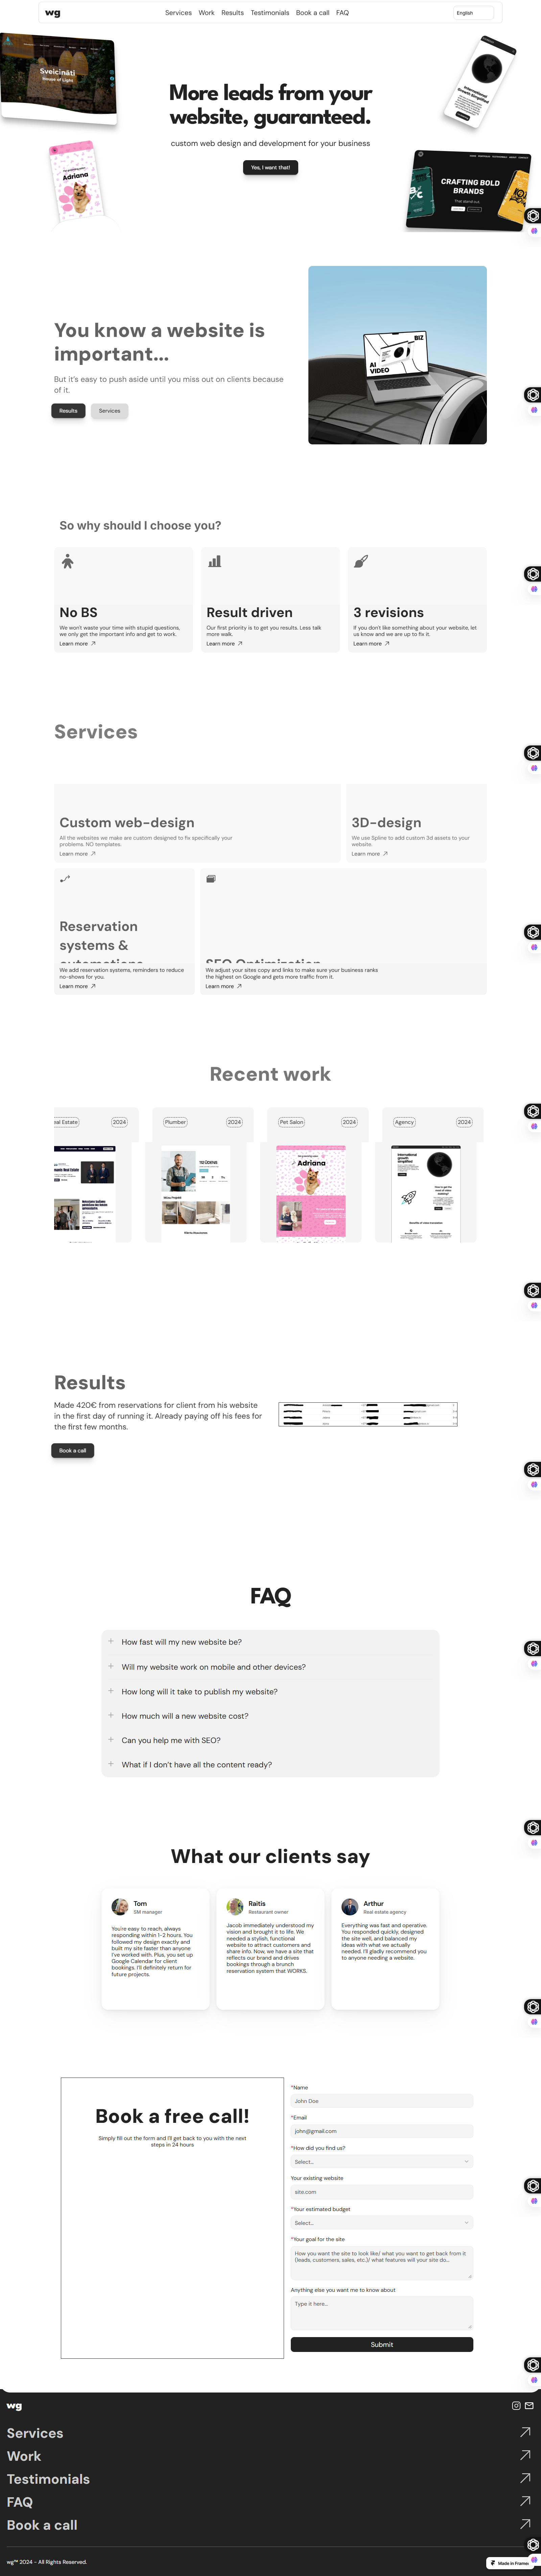 wg
Services
Work
Results
Testimonials
Book a call
FAQ
English
Sveicināti
House of Light
Adriana
International
Growth Simplified
CRAFTING BOLD
BRANDS
That stand out
More leads from your
website, guaranteed.
custom web design and development for your business
Yes, I want that!
You know a website is
important...
But it's easy to push aside until you miss out on clients because
of it.
Results
Services
AI
VIDEO
BIZ
So why should I choose you?
No BS
We won't waste your time with stupid questions,
we only get the important info and get to work.
Learn more
Result driven
Our first priority is to get you results. Less talk
more walk.
Learn more
3 revisions
If you don't like something about your website, let
us know and we are up to fix it.
Learn more
Services
Custom web-design
All the websites we make are custom designed to fix specifically your
problems. NO templates.
Learn more
3D-design
We use Spline to add custom 3d assets to your
website.
Learn more
Reservation
systems &
automations
We add reservation systems, reminders to reduce
no-shows for you.
Learn more
SEO Optimization
We adjust your sites copy and links to make sure your business ranks
the highest on Google and gets more traffic from it.
Learn more
Recent work
eal Estate
2024
Plumber
2024
Pet Salon
2024
Agency
2024
Adriana
International
growth
simplified
Results
Made 420€ from reservations for client from his website
in the first day of running it. Already paying off his fees for
the first few months.
Book a call
FAQ
How fast will my new website be?
Will my website work on mobile and other devices?
How long will it take to publish my website?
How much will a new website cost?
Can you help me with SEO?
What if I don't have all the content ready?
What our clients say
Tom
SM manager
You're easy to reach, always
responding within 1-2 hours. You
followed my design exactly and
built my site faster than anyone
I've worked with. Plus, you set up
Google Calendar for client
bookings. I'll definitely return for
future projects.
Raitis
Restaurant owner
Jacob immediately understood my
vision and brought it to life. We
needed a stylish, functional
website to attract customers and
share info. Now, we have a site that
reflects our brand and drives
bookings through a brunch
reservation system that WORKS.
Arthur
Real estate agency
Everything was fast and operative.
You responded quickly, designed
the site well, and balanced my
ideas with what we actually
needed. I'll gladly recommend you
to anyone needing a website.
Book a free call!
Simply fill out the form and I'll get back to you with the next
steps in 24 hours
*Name
John Doe
*Email
john@gmail.com
*How did you find us?
Select...
Your existing website
site.com
*Your estimated budget
Select...
*Your goal for the site
How you want the site to look like/ what you want to get back from it
(leads, customers, sales, etc.)/ what features will your site do...
Anything else you want me to know about
Type it here...
Submit
wg
Services
Work
Testimonials
FAQ
Book a call
wg™ 2024 - All Rights Reserved.
Made in Framer